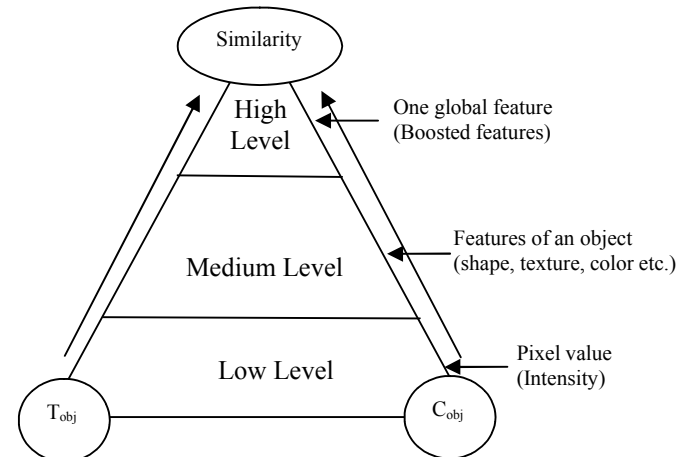 Similarity
High
Level
One global feature
(Boosted features)
Medium Level
Features of an object
(shape, texture, color etc.)
Low Level
Pixel value
(Intensity)
Tobj
Cobj